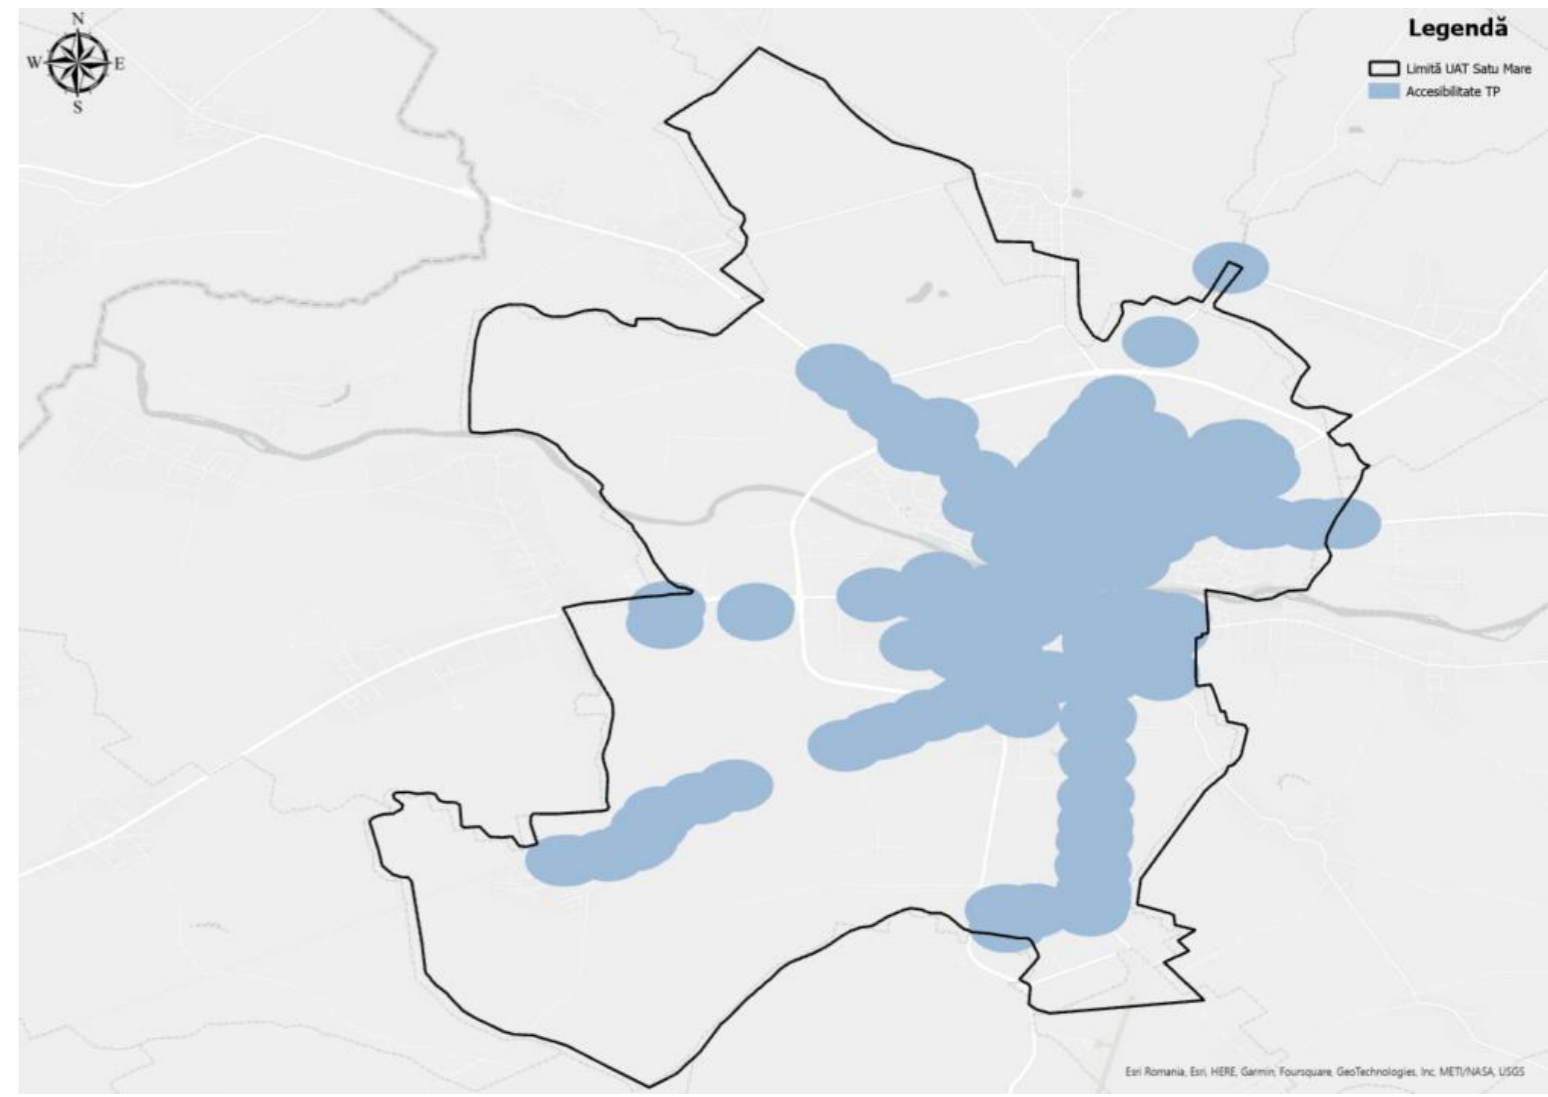 N
W E
S
Legendă
Limită UAT Satu Mare
Accesibilitate TP
Esri Romania, Esri, HERE, Garmin, Foursquare, GeoTechnologies, Inc, METI/NASA, USGS